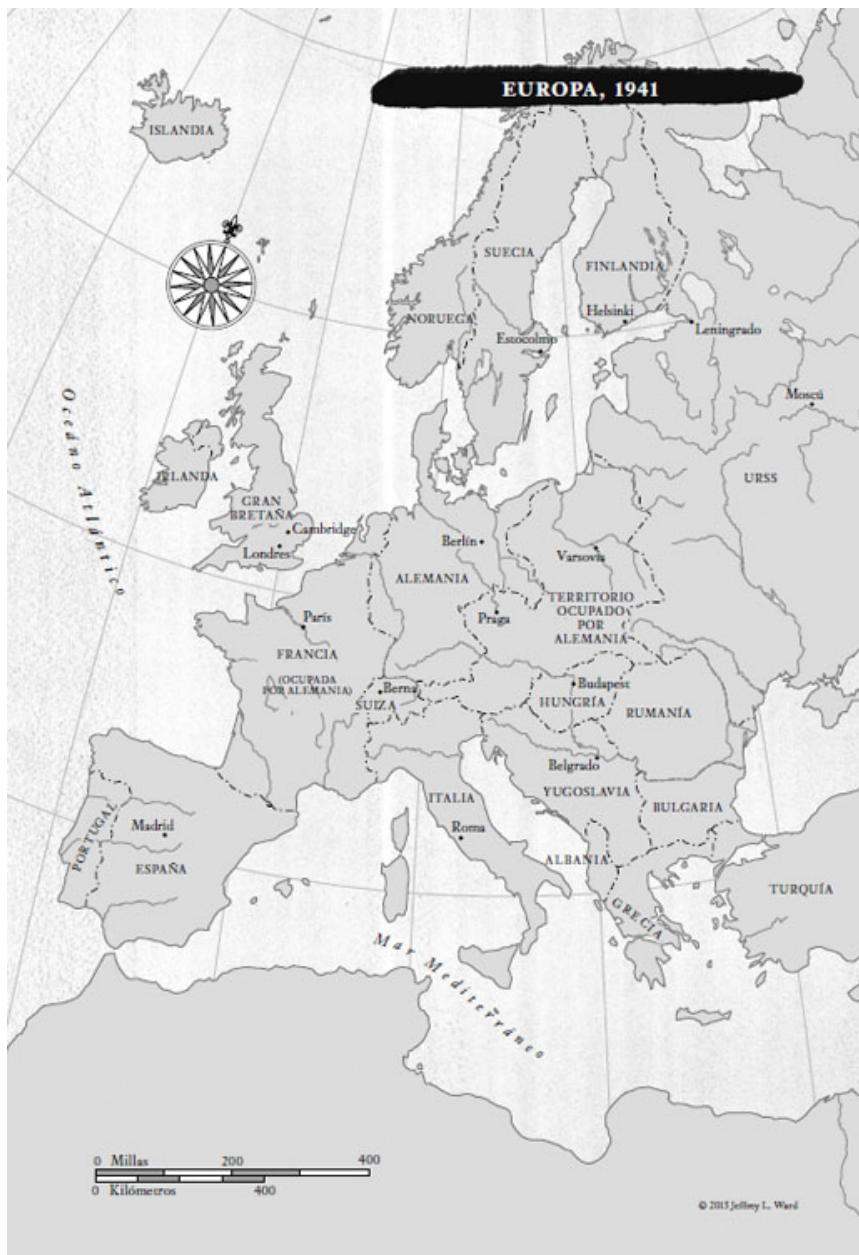 EUROPA, 1941
ISLANDIA
SUECIA
FINLANDIA
NORUEGA
Helsinki
Leningrado
Estocolmo
Moscú
Océano Atlántico
IRLANDA
URSS
GRAN
BRETAÑA
Cambridge
Londres
Berlín
Varsovia
ALEMANIA
TERRITORIO
OCUPADO
POR
ALEMANIA
Praga
París
FRANCIA
(OCUPADA
POR ALEMANIA)
Berna
SUIZA
Budapest
HUNGRÍA
RUMANÍA
Belgrado
YUGOSLAVIA
ITALIA
BULGARIA
PORTUGAL
Madrid
Roma
ESPAÑA
ALBANIA
TURQUÍA
GRECIA
Mar Mediterráneo
0 Millas 200 400
0 Kilómetros 400
© 2015 Jeffrey L. Ward